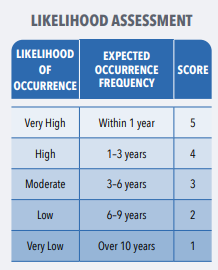 LIKELIHOOD ASSESSMENT
LIKELIHOOD OF OCCURRENCE EXPECTED OCCURRENCE FREQUENCY SCORE
Very High Within 1 year 5
High 1–3 years 4
Moderate 3–6 years 3
Low 6–9 years 2
Very Low Over 10 years 1